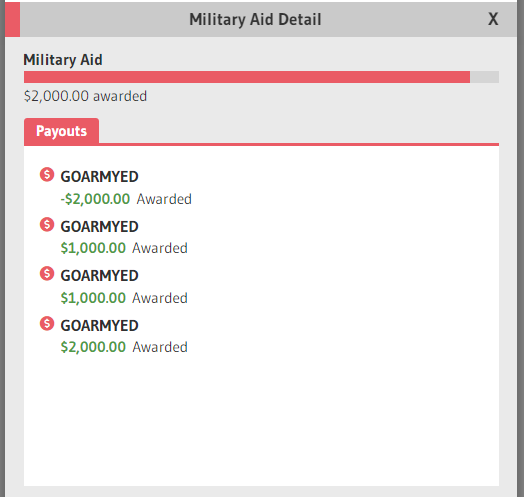 Military Aid Detail X
Military Aid
$2,000.00 awarded
Payouts
$ GOARMYED
-$2,000.00 Awarded
$ GOARMYED
$1,000.00 Awarded
$ GOARMYED
$1,000.00 Awarded
$ GOARMYED
$2,000.00 Awarded